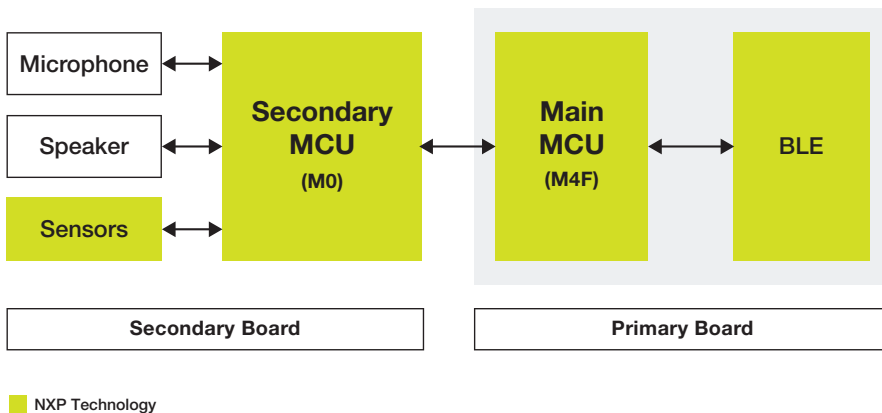 Microphone
Speaker
Sensors
Secondary
MCU
(M0)
Main
MCU
(M4F)
BLE
Secondary Board
Primary Board
NXP Technology